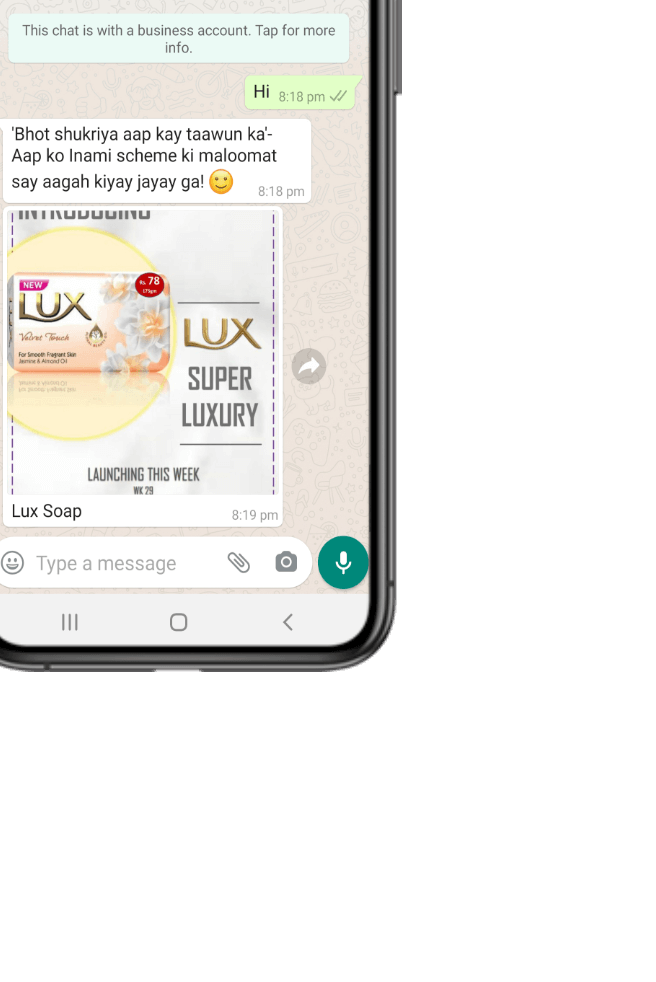 This chat is with a business account. Tap for more
info.
Hi 8:18 pm
'Bhot shukriya aap kay taawun ka'-
Aap ko Inami scheme ki maloomat
say aagah kiyay jayay ga!
8:18 pm
INTRODUCING
NEW
Rs. 78
175gm
LUX
Velvet Touch
For Smooth Fragrant Skin
Jasmine & Almond Oil
LUX
SUPER
LUXURY
LAUNCHING THIS WEEK
WK 29
Lux Soap
8:19 pm
Type a message